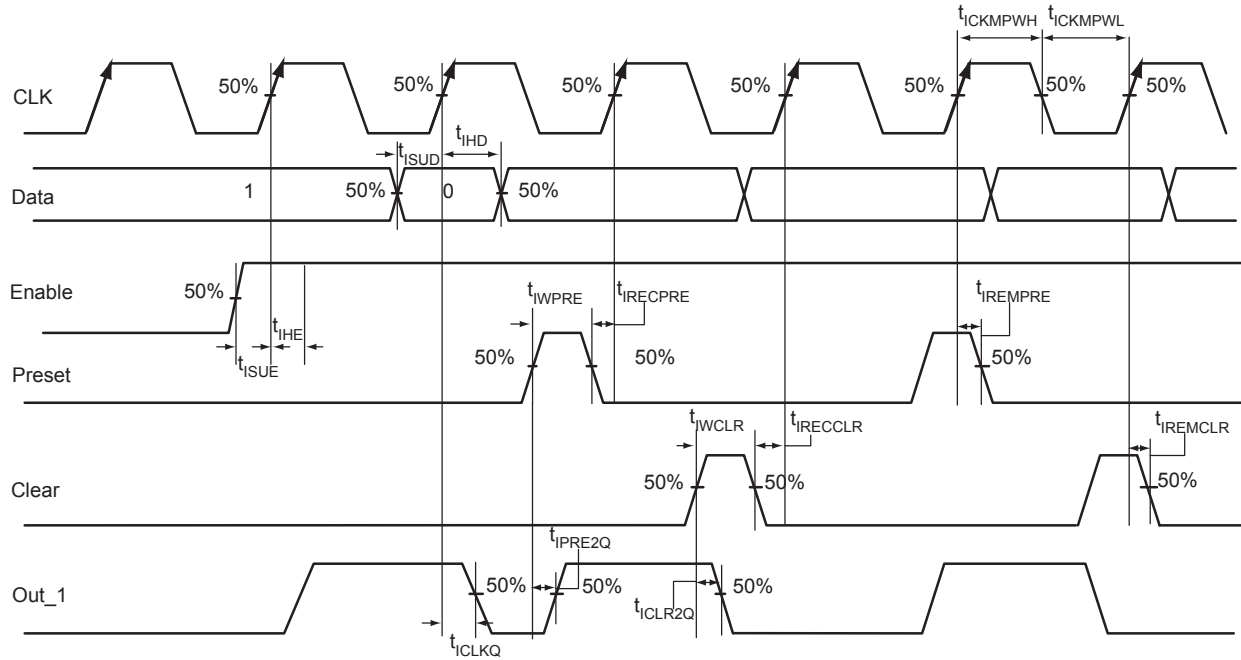 tICKMPWH tICKMPWL
CLK 50% 50% 50% 50% 50% 50% 50%
tISUD tIHD
Data 1 50% 0 50%
Enable 50%
tIHE tISUE
tIWPRE tIRECPRE tIREMPRE
Preset 50% 50% 50%
tIWCLR tIRECCLR tIREMCLR
Clear 50% 50% 50%
tIPRE2Q
Out_1 50% 50% 50%
tICLKQ tICLR2Q